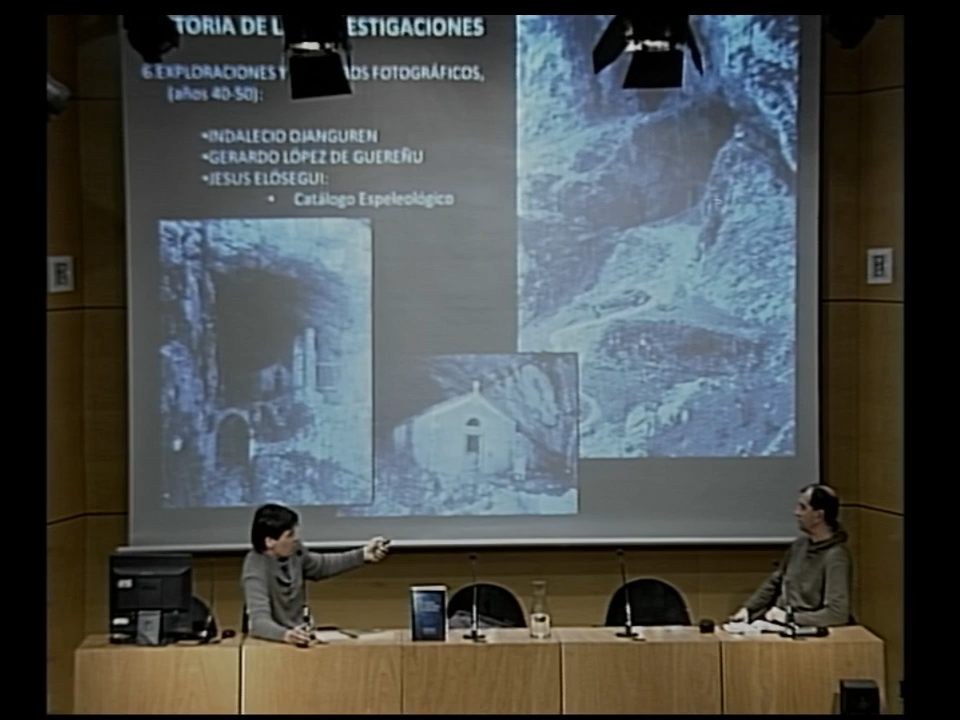 TORIA DE L ESTIGACIONES
6.EXPLORACIONES Y OS FOTOGRÁFICOS,
(años 40-50):
•INDALECIO OJANGUREN
•GERARDO LÓPEZ DE GUEREÑU
•JESUS ELÓSEGUI:
• Catálogo Espeleológico